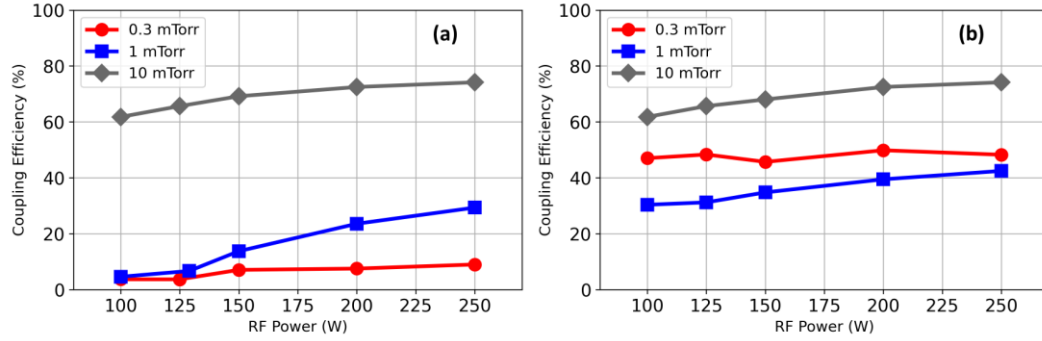 (a)
0.3 mTorr
1 mTorr
10 mTorr
Coupling Efficiency (%)
100
80
60
40
20
0
100 125 150 175 200 225 250
RF Power (W)
(b)
0.3 mTorr
1 mTorr
10 mTorr
Coupling Efficiency (%)
100
80
60
40
20
0
100 125 150 175 200 225 250
RF Power (W)